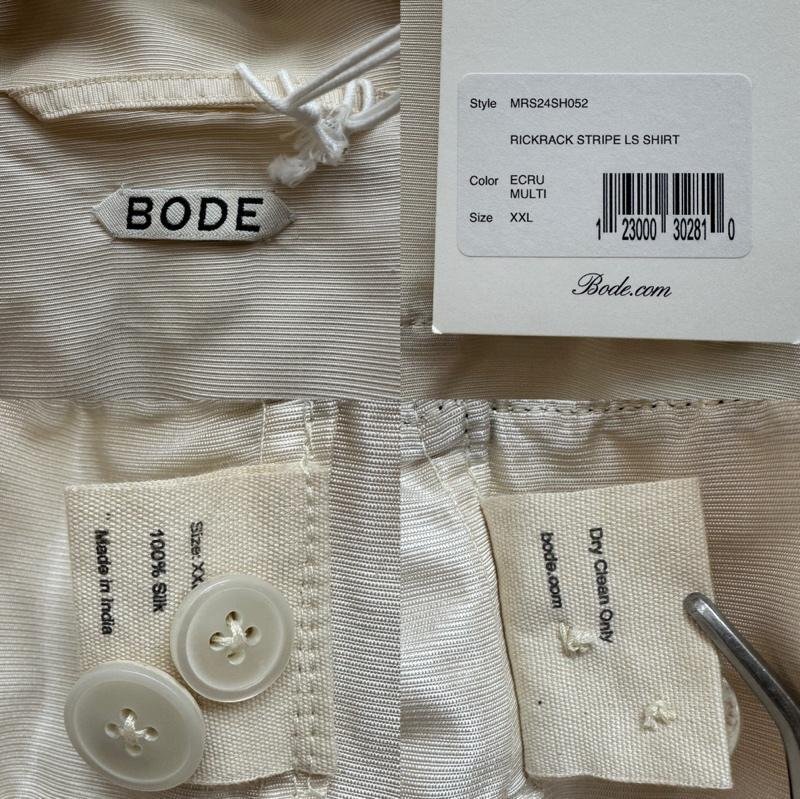 BODE
Style MRS24SH052
RICKRACK STRIPE LS SHIRT
Color ECRU
MULTI
Size XXL
1 23000 30281 0
Bode.com
Size: XX
100% Silk
Made in India
Dry Clean Only
bode.com